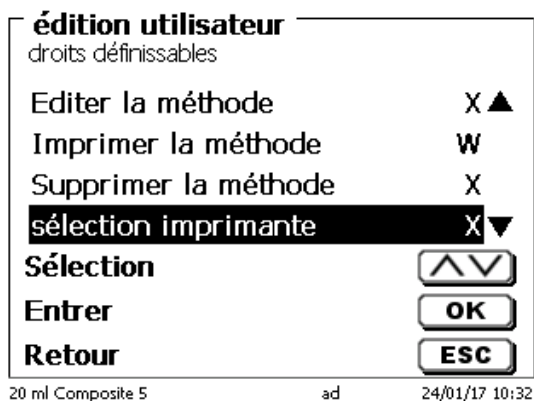 édition utilisateur
droits définissables
Editer la méthode X
Imprimer la méthode W
Supprimer la méthode X
sélection imprimante X
Sélection
Entrer OK
Retour ESC
20 ml Composite 5 ad 24/01/17 10:32